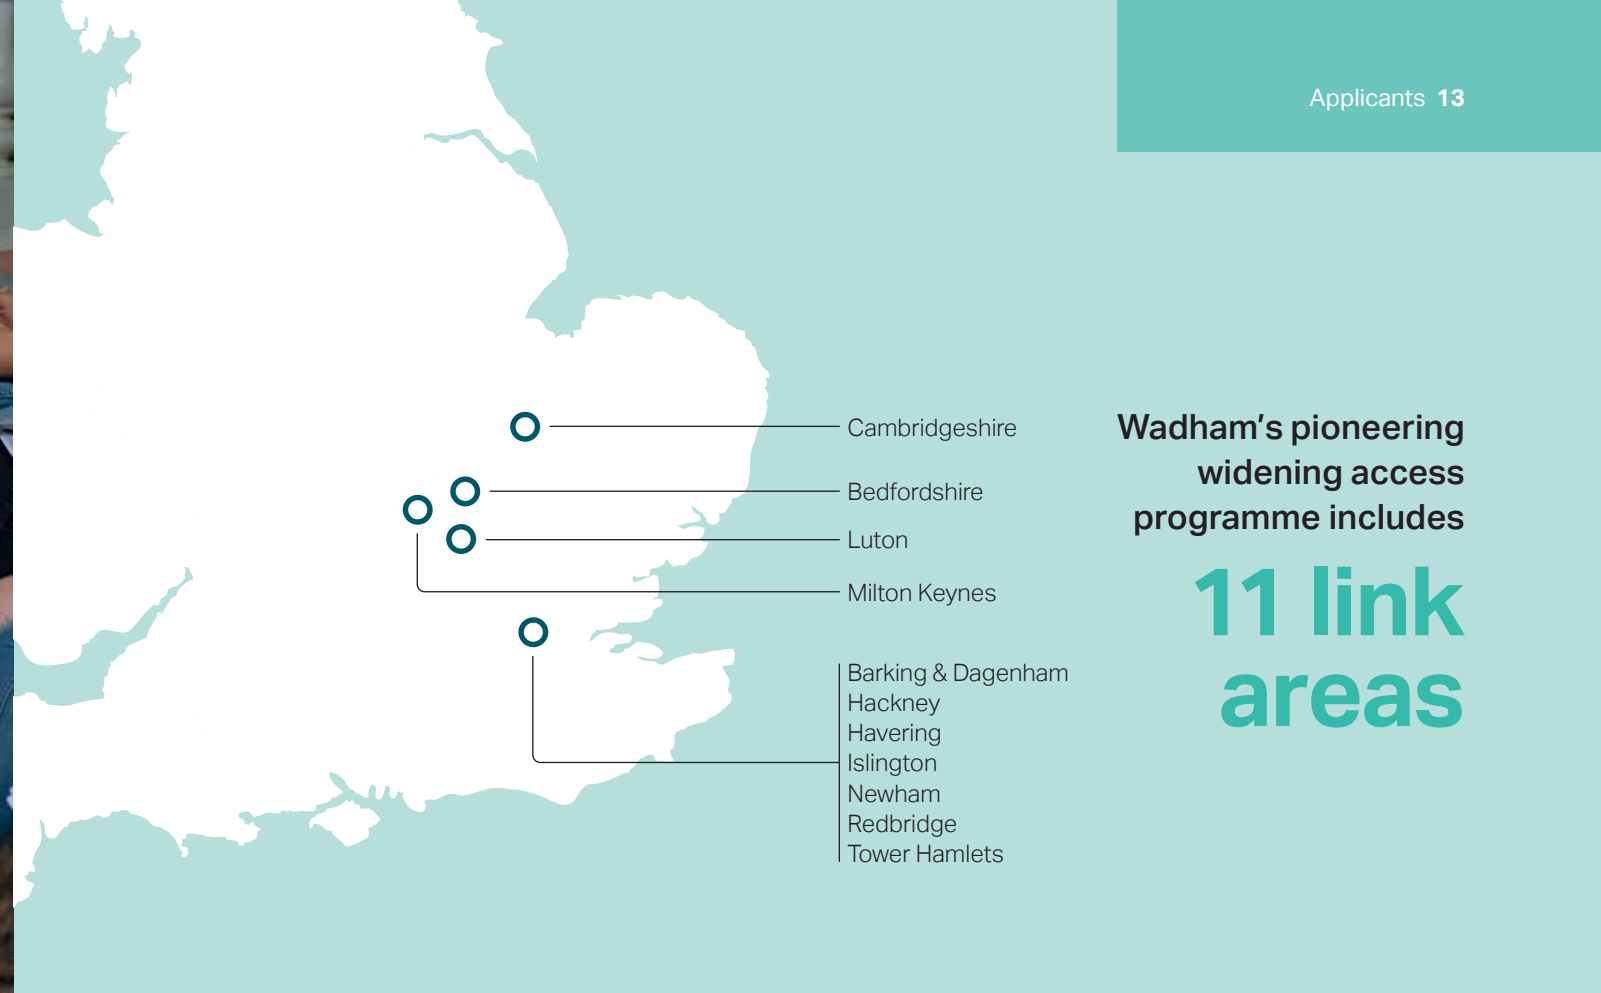 Applicants 13
Cambridgeshire
Bedfordshire
Luton
Milton Keynes
Barking & Dagenham
Hackney
Havering
Islington
Newham
Redbridge
Tower Hamlets
Wadham’s pioneering
widening access
programme includes
11 link
areas